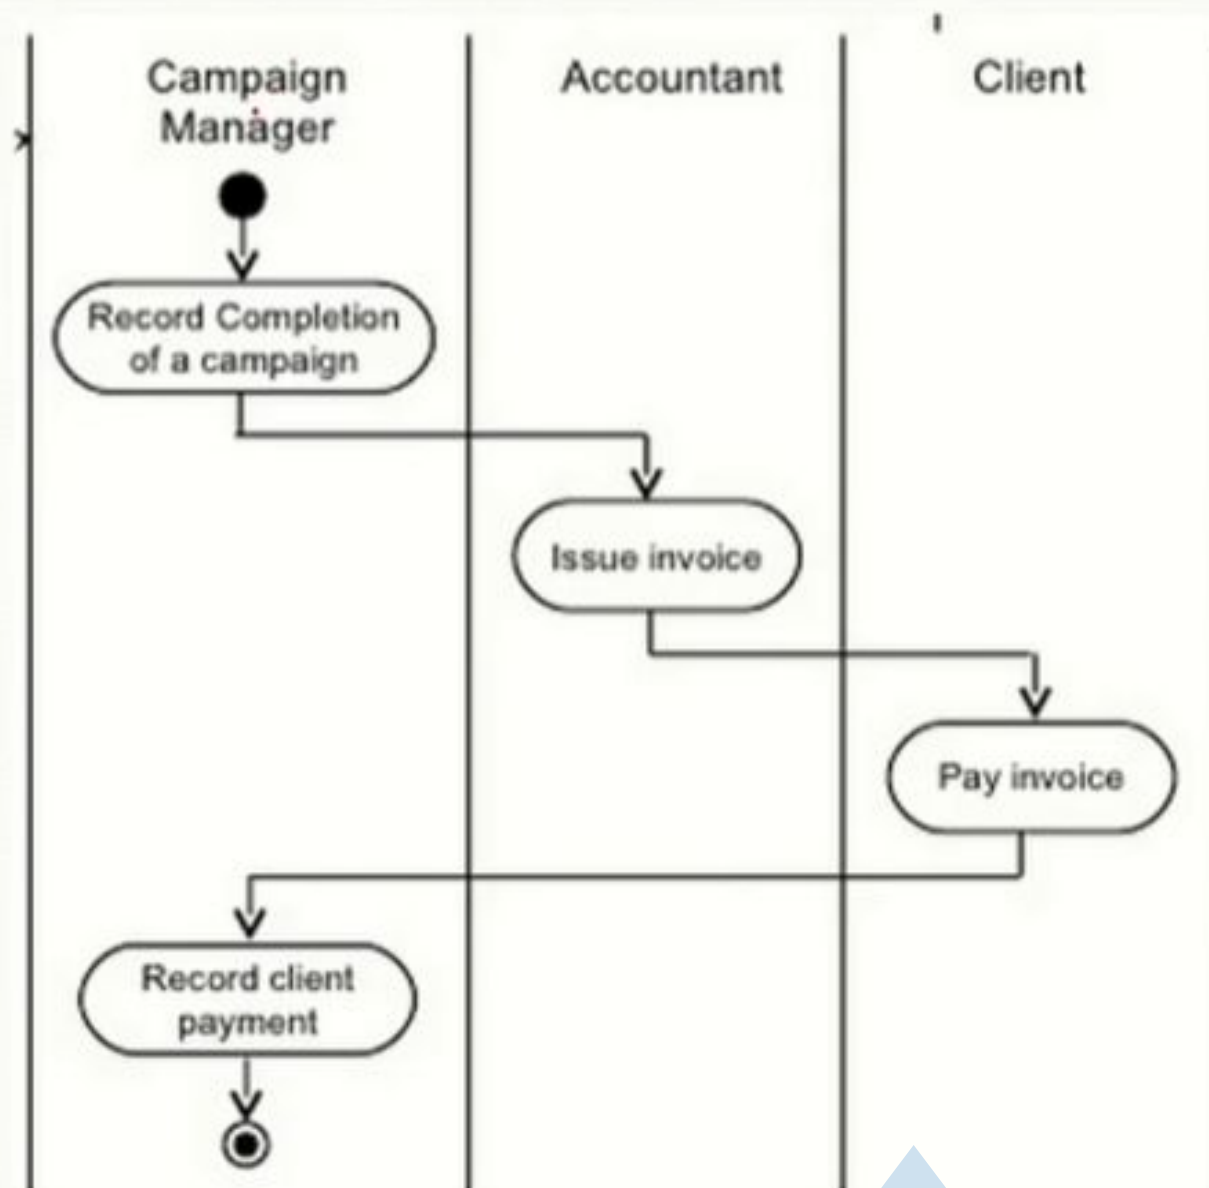 Campaign
Manager
Accountant
Client
Record Completion
of a campaign
Issue invoice
Pay invoice
Record client
payment